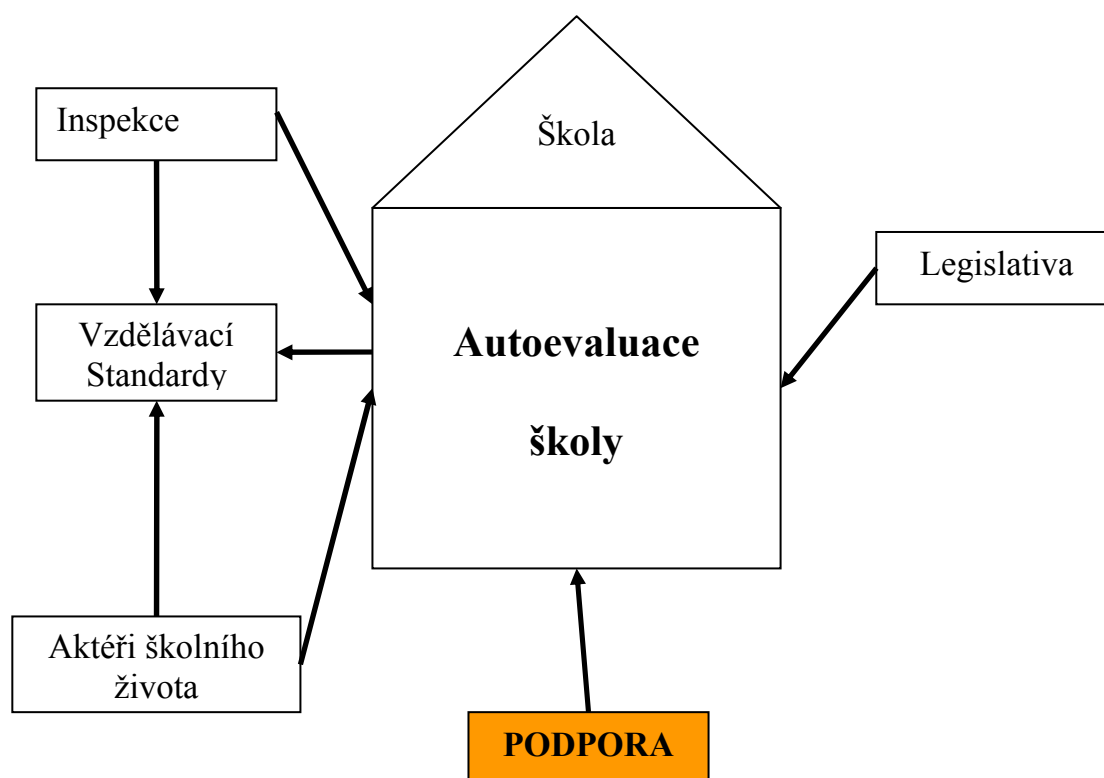 Škola
Inspekce
Legislativa
Vzdělávací
Standardy
Autoevaluace
školy
Aktéři školního
života
PODPORA